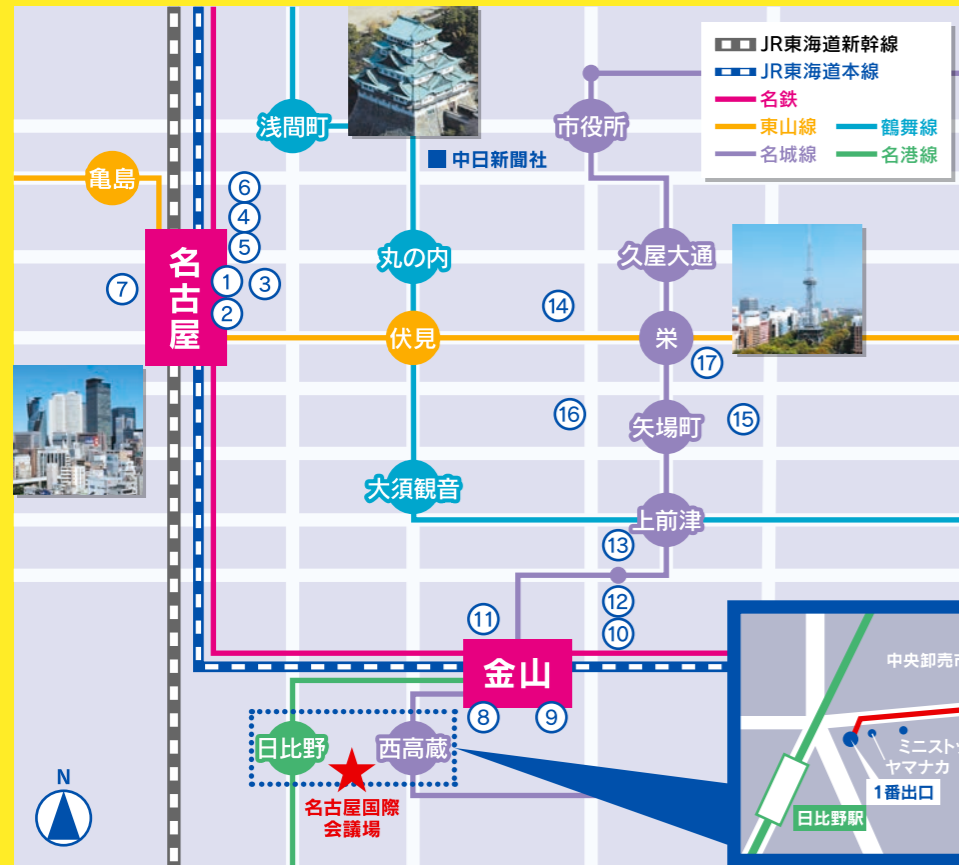 JR東海道新幹線
JR東海道本線
名鉄
東山線
鶴舞線
名城線
名港線
浅間町
市役所
中日新聞社
亀島
⑥
④
⑤
丸の内
久屋大通
名古屋
①
③
⑦
②
⑭
伏見
栄
⑰
⑯
矢場町
⑮
大須観音
上前津
⑬
⑫
⑪
⑩
金山
⑧
⑨
日比野
西高蔵
名古屋国際
会議場
N
中央卸売
ミニスト
ヤマナカ
1番出口
日比野駅